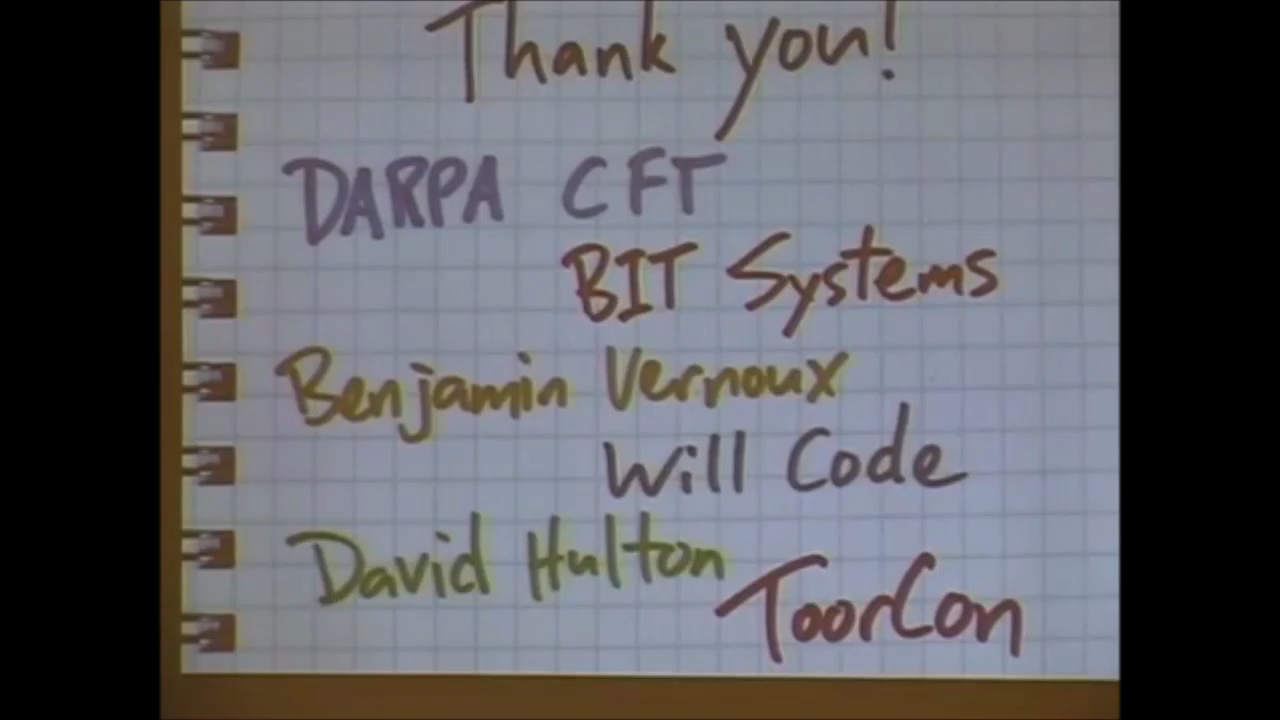 Thank you!
DARPA CFT
BIT Systems
Benjamin Vernoux
Will Code
David Hulton
ToorCon